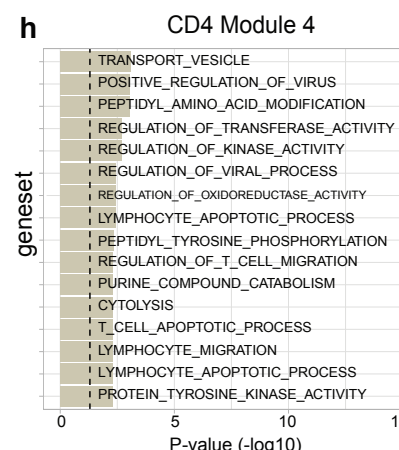 h
CD4 Module 4
geneset
TRANSPORT_VESICLE
POSITIVE_REGULATION_OF_VIRUS
PEPTIDYL_AMINO_ACID_MODIFICATION
REGULATION_OF_TRANSFERASE_ACTIVITY
REGULATION_OF_KINASE_ACTIVITY
REGULATION_OF_VIRAL_PROCESS
REGULATION_OF_OXIDOREDUCTASE_ACTIVITY
LYMPHOCYTE_APOPTOTIC_PROCESS
PEPTIDYL_TYROSINE_PHOSPHORYLATION
REGULATION_OF_T_CELL_MIGRATION
PURINE_COMPOUND_CATABOLISM
CYTOLYSIS
T_CELL_APOPTOTIC_PROCESS
LYMPHOCYTE_MIGRATION
LYMPHOCYTE_APOPTOTIC_PROCESS
PROTEIN_TYROSINE_KINASE_ACTIVITY
0 5 10
P-value (-log10)